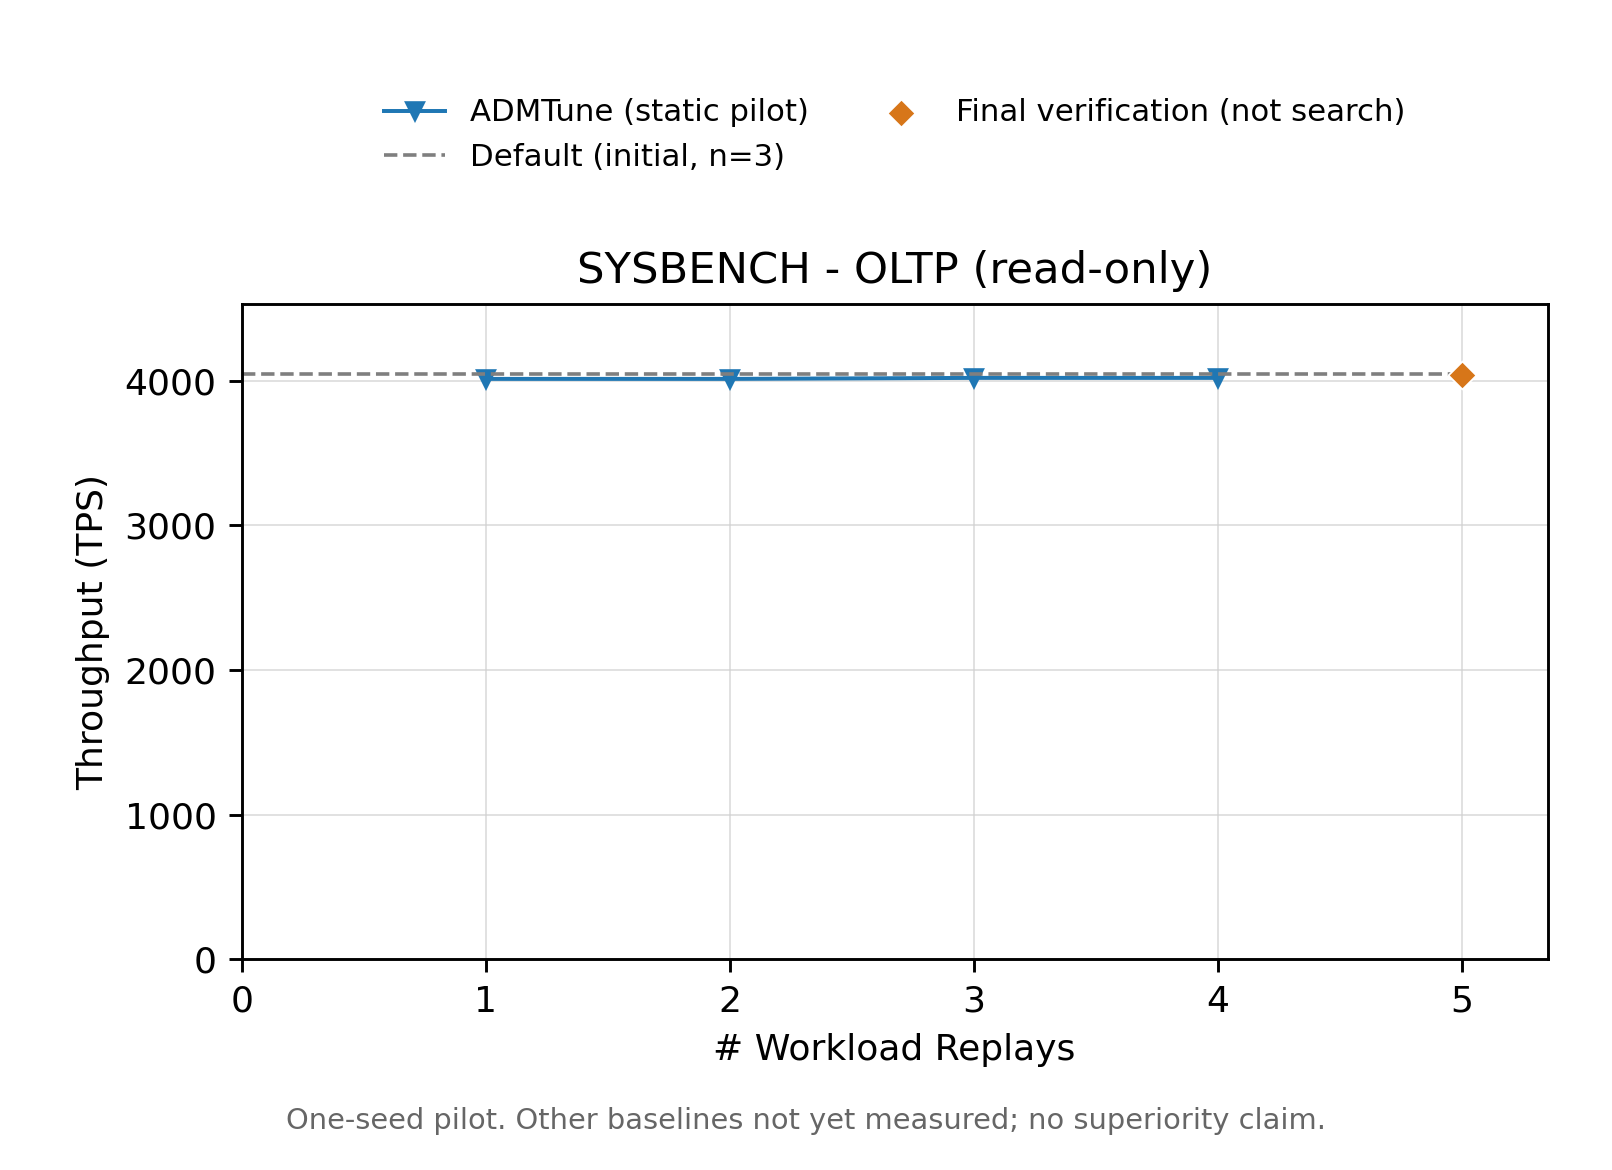 ADMTune (static pilot)
Default (initial, n=3)
Final verification (not search)
SYSBENCH - OLTP (read-only)
Throughput (TPS)
4000
3000
2000
1000
0
0 1 2 3 4 5
# Workload Replays
One-seed pilot. Other baselines not yet measured; no superiority claim.